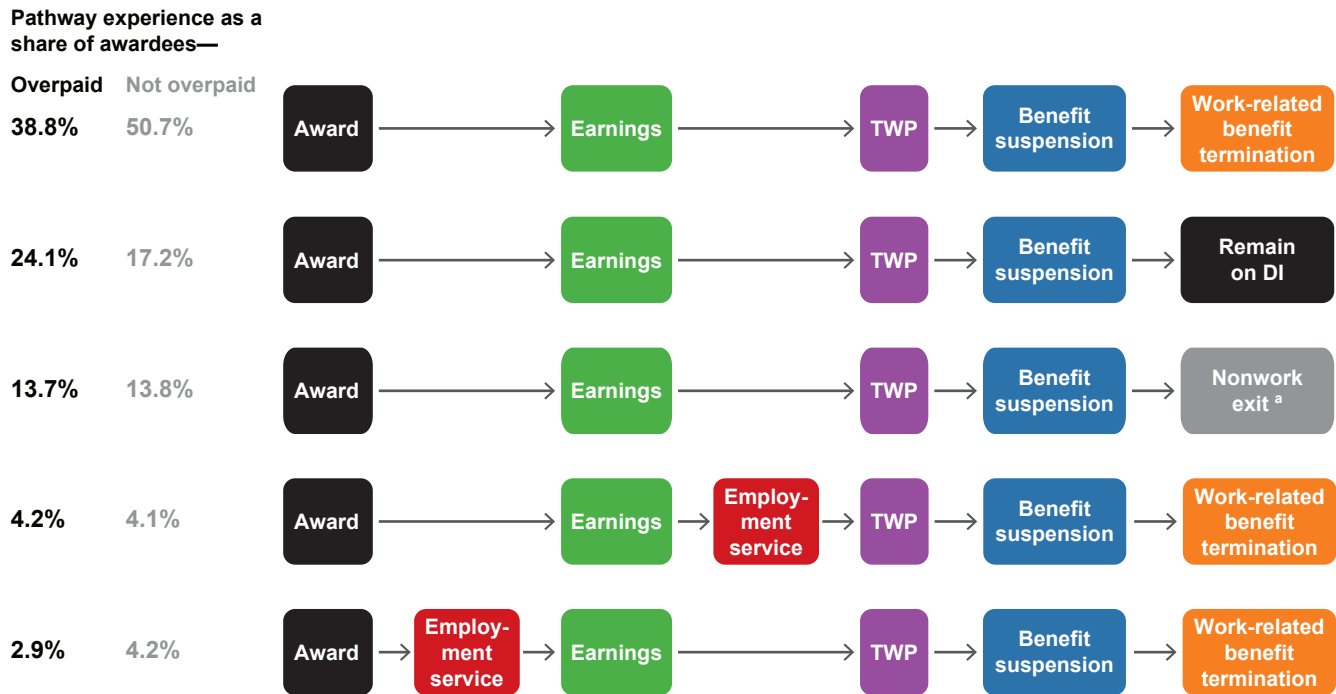 Pathway experience as a
share of awardees—
Overpaid Not overpaid
38.8% 50.7% Award Earnings TWP Benefit
suspension Work-related
benefit
termination
24.1% 17.2% Award Earnings TWP Benefit
suspension Remain
on DI
13.7% 13.8% Award Earnings TWP Benefit
suspension Nonwork
exit a
4.2% 4.1% Award Earnings Employ-
ment
service TWP Benefit
suspension Work-related
benefit
termination
2.9% 4.2% Award Employ-
ment
service Earnings TWP Benefit
suspension Work-related
benefit
termination